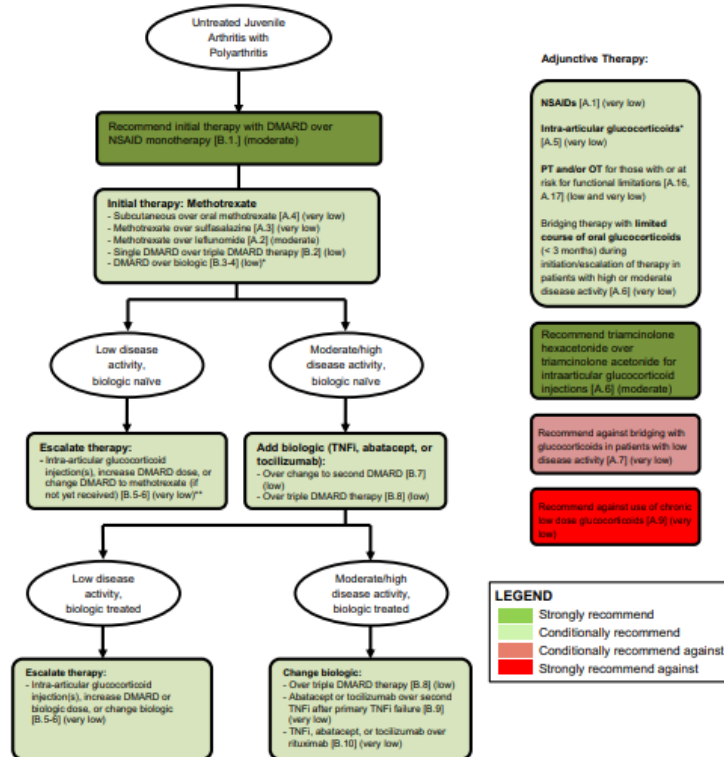 Untreated Juvenile
Arthritis with
Polyarthritis
Recommend initial therapy with DMARD over
NSAID monotherapy [B.1.] (moderate)
Initial therapy: Methotrexate
- Subcutaneous over oral methotrexate [A.4] (very low)
- Methotrexate over sulfasalazine [A.3] (very low)
- Methotrexate over leflunomide [A.2] (moderate)
- Single DMARD over triple DMARD therapy [B.2] (low)
- DMARD over biologic [B.3-4] (low)*
Low disease
activity,
biologic naïve
Moderate/high
disease activity,
biologic naïve
Escalate therapy:
- Intra-articular glucocorticoid
injection(s), increase DMARD dose, or
change DMARD to methotrexate (if
not yet received) [B.5-6] (very low)**
Add biologic (TNFi, abatacept, or
tocilizumab):
- Over change to second DMARD [B.7]
(low)
- Over triple DMARD therapy [B.8] (low)
Low disease
activity,
biologic treated
Moderate/high
disease activity,
biologic treated
Escalate therapy:
- Intra-articular glucocorticoid
injection(s), increase DMARD or
biologic dose, or change biologic
[B.5-6] (very low)
Change biologic:
- Over triple DMARD therapy [B.8] (low)
- Abatacept or tocilizumab over second
TNFi after primary TNFi failure [B.9]
(very low)
- TNFi, abatacept, or tocilizumab over
rituximab [B.10] (very low)
Adjunctive Therapy:
NSAIDs [A.1] (very low)
Intra-articular glucocorticoids*
[A.5] (very low)
PT and/or OT for those with or at
risk for functional limitations [A.16,
A.17] (low and very low)
Bridging therapy with limited
course of oral glucocorticoids
(< 3 months) during
initiation/escalation of therapy in
patients with high or moderate
disease activity [A.6] (very low)
Recommend triamcinolone
hexacetonide over
triamcinolone acetonide for
intraarticular glucocorticoid
injections [A.6] (moderate)
Recommend against bridging with
glucocorticoids in patients with low
disease activity [A.7] (very low)
Recommend against use of chronic
low dose glucocorticoids [A.9] (very
low)
LEGEND
Strongly recommend
Conditionally recommend
Conditionally recommend against
Strongly recommend against